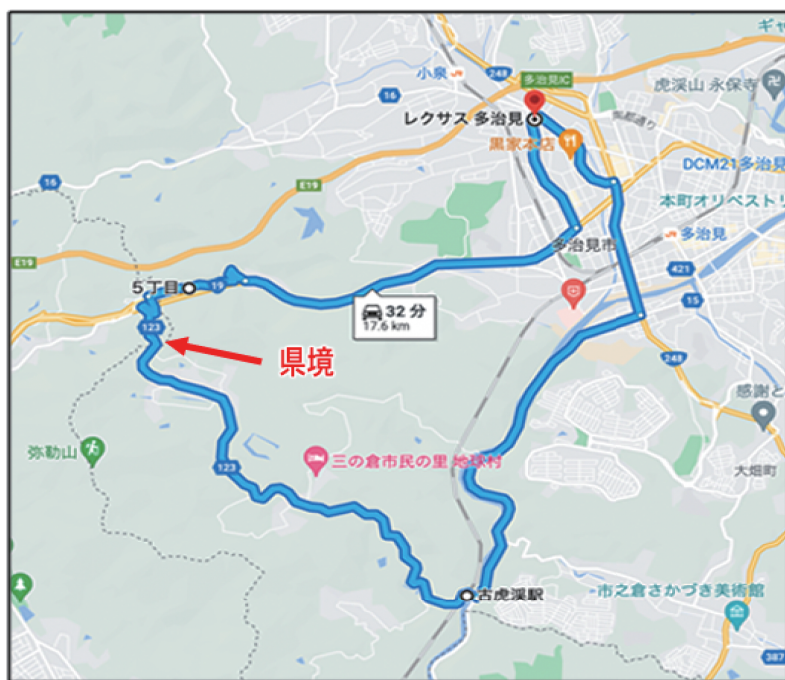 ギャ
小泉
248
多治見IC
虎渓山 永保寺
16
レクサス 多治見
黒家本店
DCM21多治見
E19
16
本町オリベストリ
多治見
多治見市
E19
421
5丁目
19
15
32 分
17.6 km
123
県境
248
感謝と
弥勒山
三の倉市民の里 地球村
123
大畑町
古虎渓駅
市之倉さかづき美術館
387